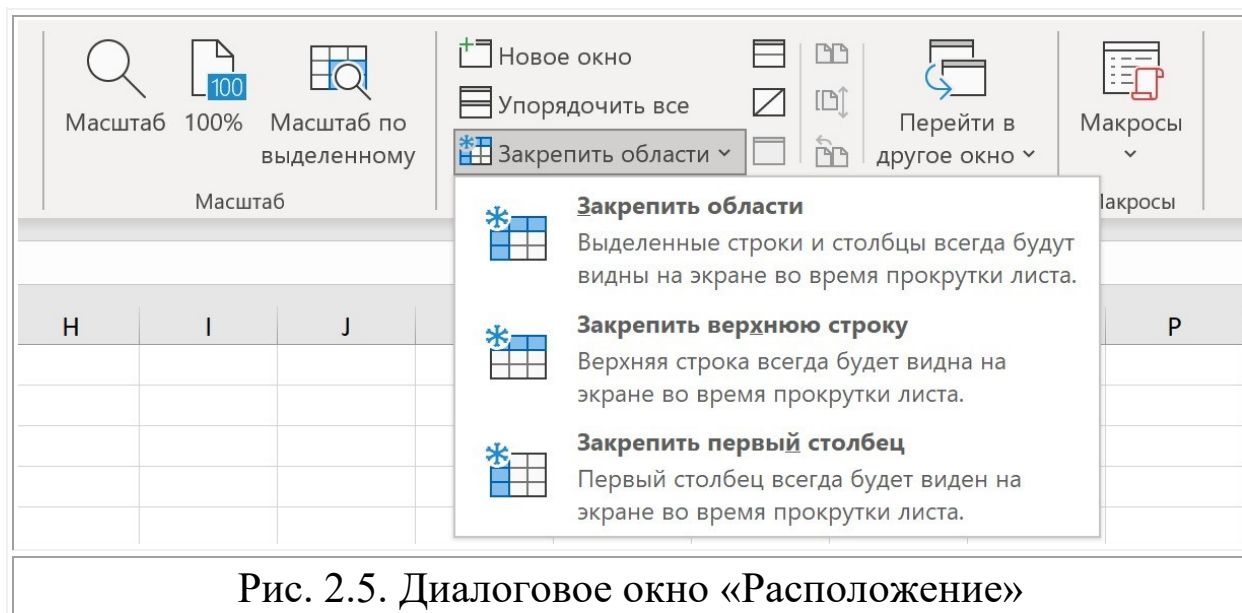 Масштаб
100
100%
Масштаб по
выделенному
Масштаб
Новое окно
Упорядочить все
Закрепить области
Перейти в
другое окно
Макросы
акросы
Закрепить области
Выделенные строки и столбцы всегда будут
видны на экране во время прокрутки листа.
Закрепить верхнюю строку
Верхняя строка всегда будет видна на
экране во время прокрутки листа.
Закрепить первый столбец
Первый столбец всегда будет виден на
экране во время прокрутки листа.
H I J P
Рис. 2.5. Диалоговое окно «Расположение»